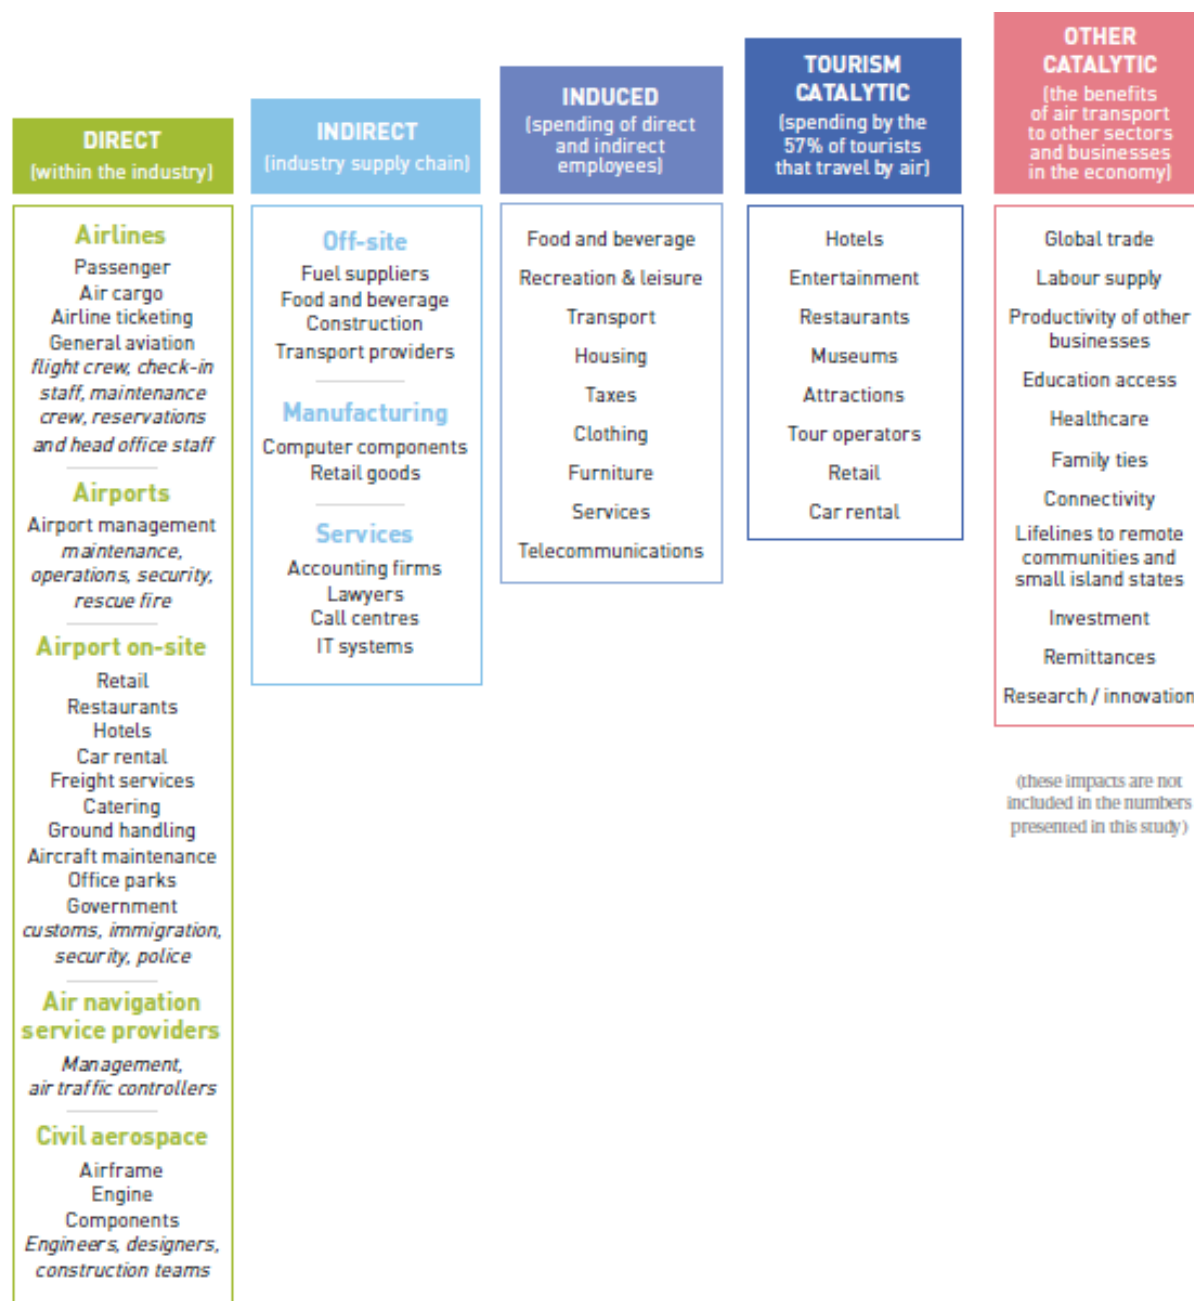 DIRECT
(within the industry)
Airlines
Passenger
Air cargo
Airline ticketing
General aviation
flight crew, check-in
staff, maintenance
crew, reservations
and head office staff
Airports
Airport management
maintenance,
operations, security,
rescue fire
Airport on-site
Retail
Restaurants
Hotels
Car rental
Freight services
Catering
Ground handling
Aircraft maintenance
Office parks
Government
customs, immigration,
security, police
Air navigation
service providers
Management,
air traffic controllers
Civil aerospace
Airframe
Engine
Components
Engineers, designers,
construction teams
INDIRECT
(industry supply chain)
Off-site
Fuel suppliers
Food and beverage
Construction
Transport providers
Manufacturing
Computer components
Retail goods
Services
Accounting firms
Lawyers
Call centres
IT systems
INDUCED
(spending of direct
and indirect
employees)
Food and beverage
Recreation & leisure
Transport
Housing
Taxes
Clothing
Furniture
Services
Telecommunications
TOURISM
CATALYTIC
(spending by the
57% of tourists
that travel by air)
Hotels
Entertainment
Restaurants
Museums
Attractions
Tour operators
Retail
Car rental
OTHER
CATALYTIC
(the benefits
of air transport
to other sectors
and businesses
in the economy)
Global trade
Labour supply
Productivity of other
businesses
Education access
Healthcare
Family ties
Connectivity
Lifelines to remote
communities and
small island states
Investment
Remittances
Research / innovation
(these impacts are not
included in the numbers
presented in this study)